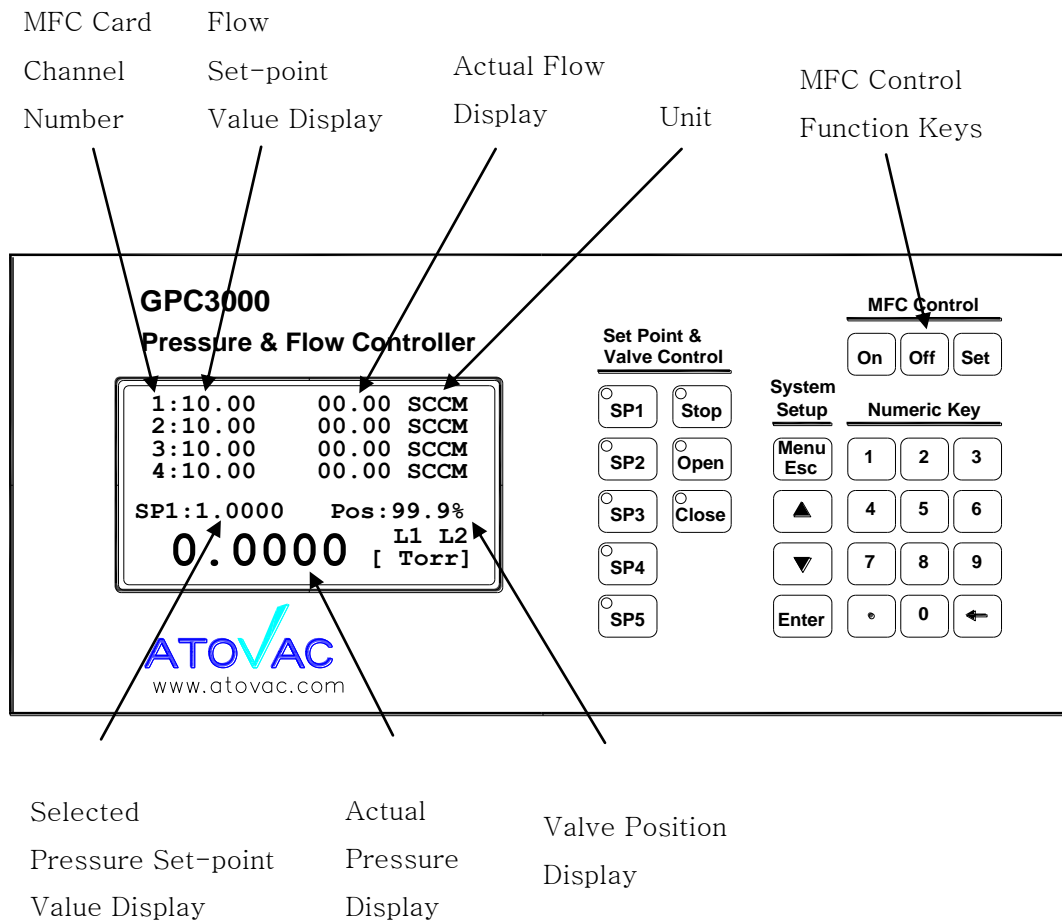 MFC Card
Channel
Number
Flow
Set-point
Value Display
Actual Flow
Display
Unit
MFC Control
Function Keys
GPC3000
Pressure & Flow Controller
1:10.00 00.00 SCCM
2:10.00 00.00 SCCM
3:10.00 00.00 SCCM
4:10.00 00.00 SCCM
SP1:1.0000 Pos:99.9%
L1 L2
0.0000 [ Torr]
ATOVAC
www.atovac.com
Set Point &
Valve Control
SP1 Stop
SP2 Open
SP3 Close
SP4
SP5
System
Setup
Menu
Esc
▲
▼
Enter
MFC Control
On Off Set
Numeric Key
1 2 3
4 5 6
7 8 9
. 0 ←
Selected
Pressure Set-point
Value Display
Actual
Pressure
Display
Valve Position
Display